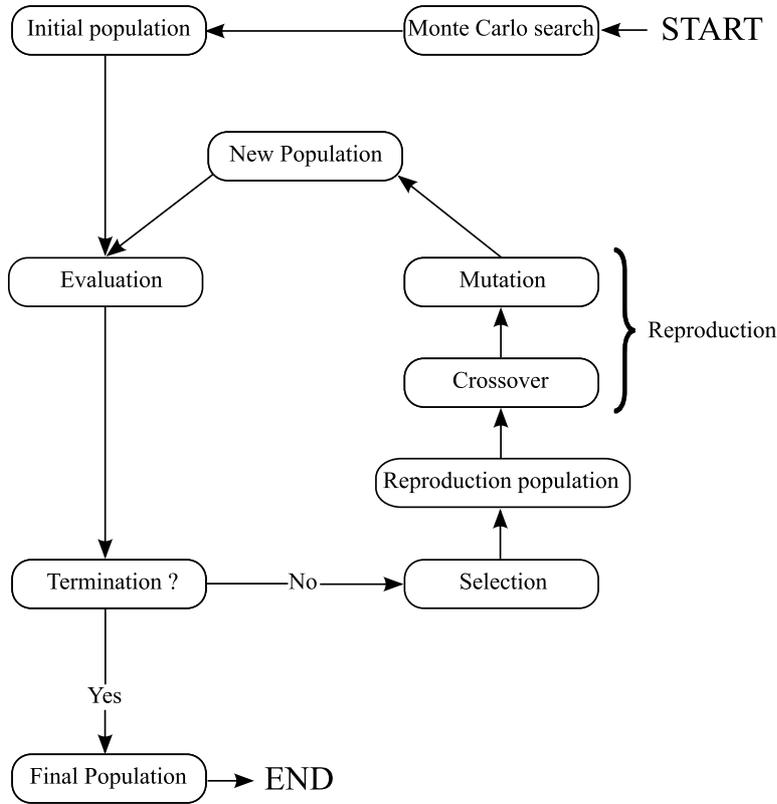 Initial population
Monte Carlo search
START
New Population
Evaluation
Mutation
Reproduction
Crossover
Reproduction population
Termination ?
No
Selection
Yes
Final Population
END